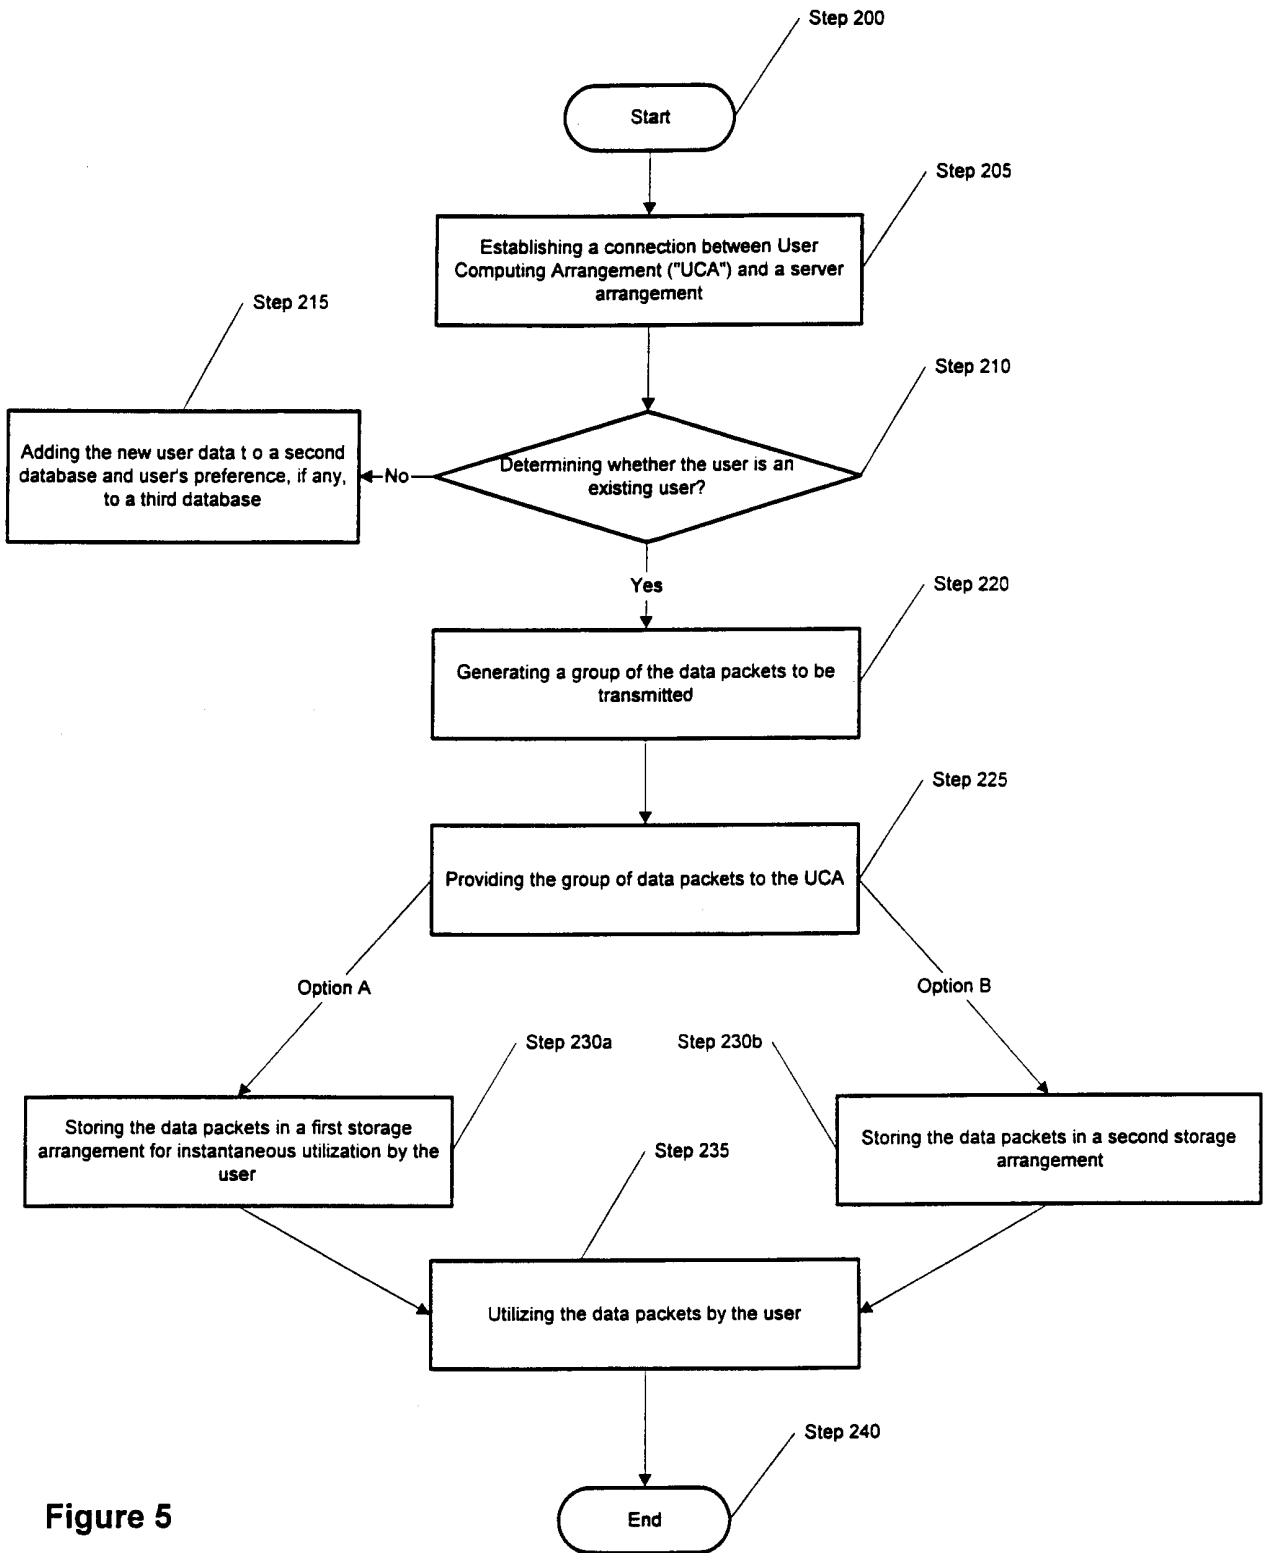 Step 200
Start
Step 205
Establishing a connection between User
Computing Arrangement ("UCA") and a server
arrangement
Step 215
Step 210
Adding the new user data t o a second
database and user's preference, if any,
to a third database
No
Determining whether the user is an
existing user?
Yes
Step 220
Generating a group of the data packets to be
transmitted
Step 225
Providing the group of data packets to the UCA
Option A
Option B
Step 230a
Step 230b
Storing the data packets in a first storage
arrangement for instantaneous utilization by the
user
Storing the data packets in a second storage
arrangement
Step 235
Utilizing the data packets by the user
Step 240
End
Figure 5